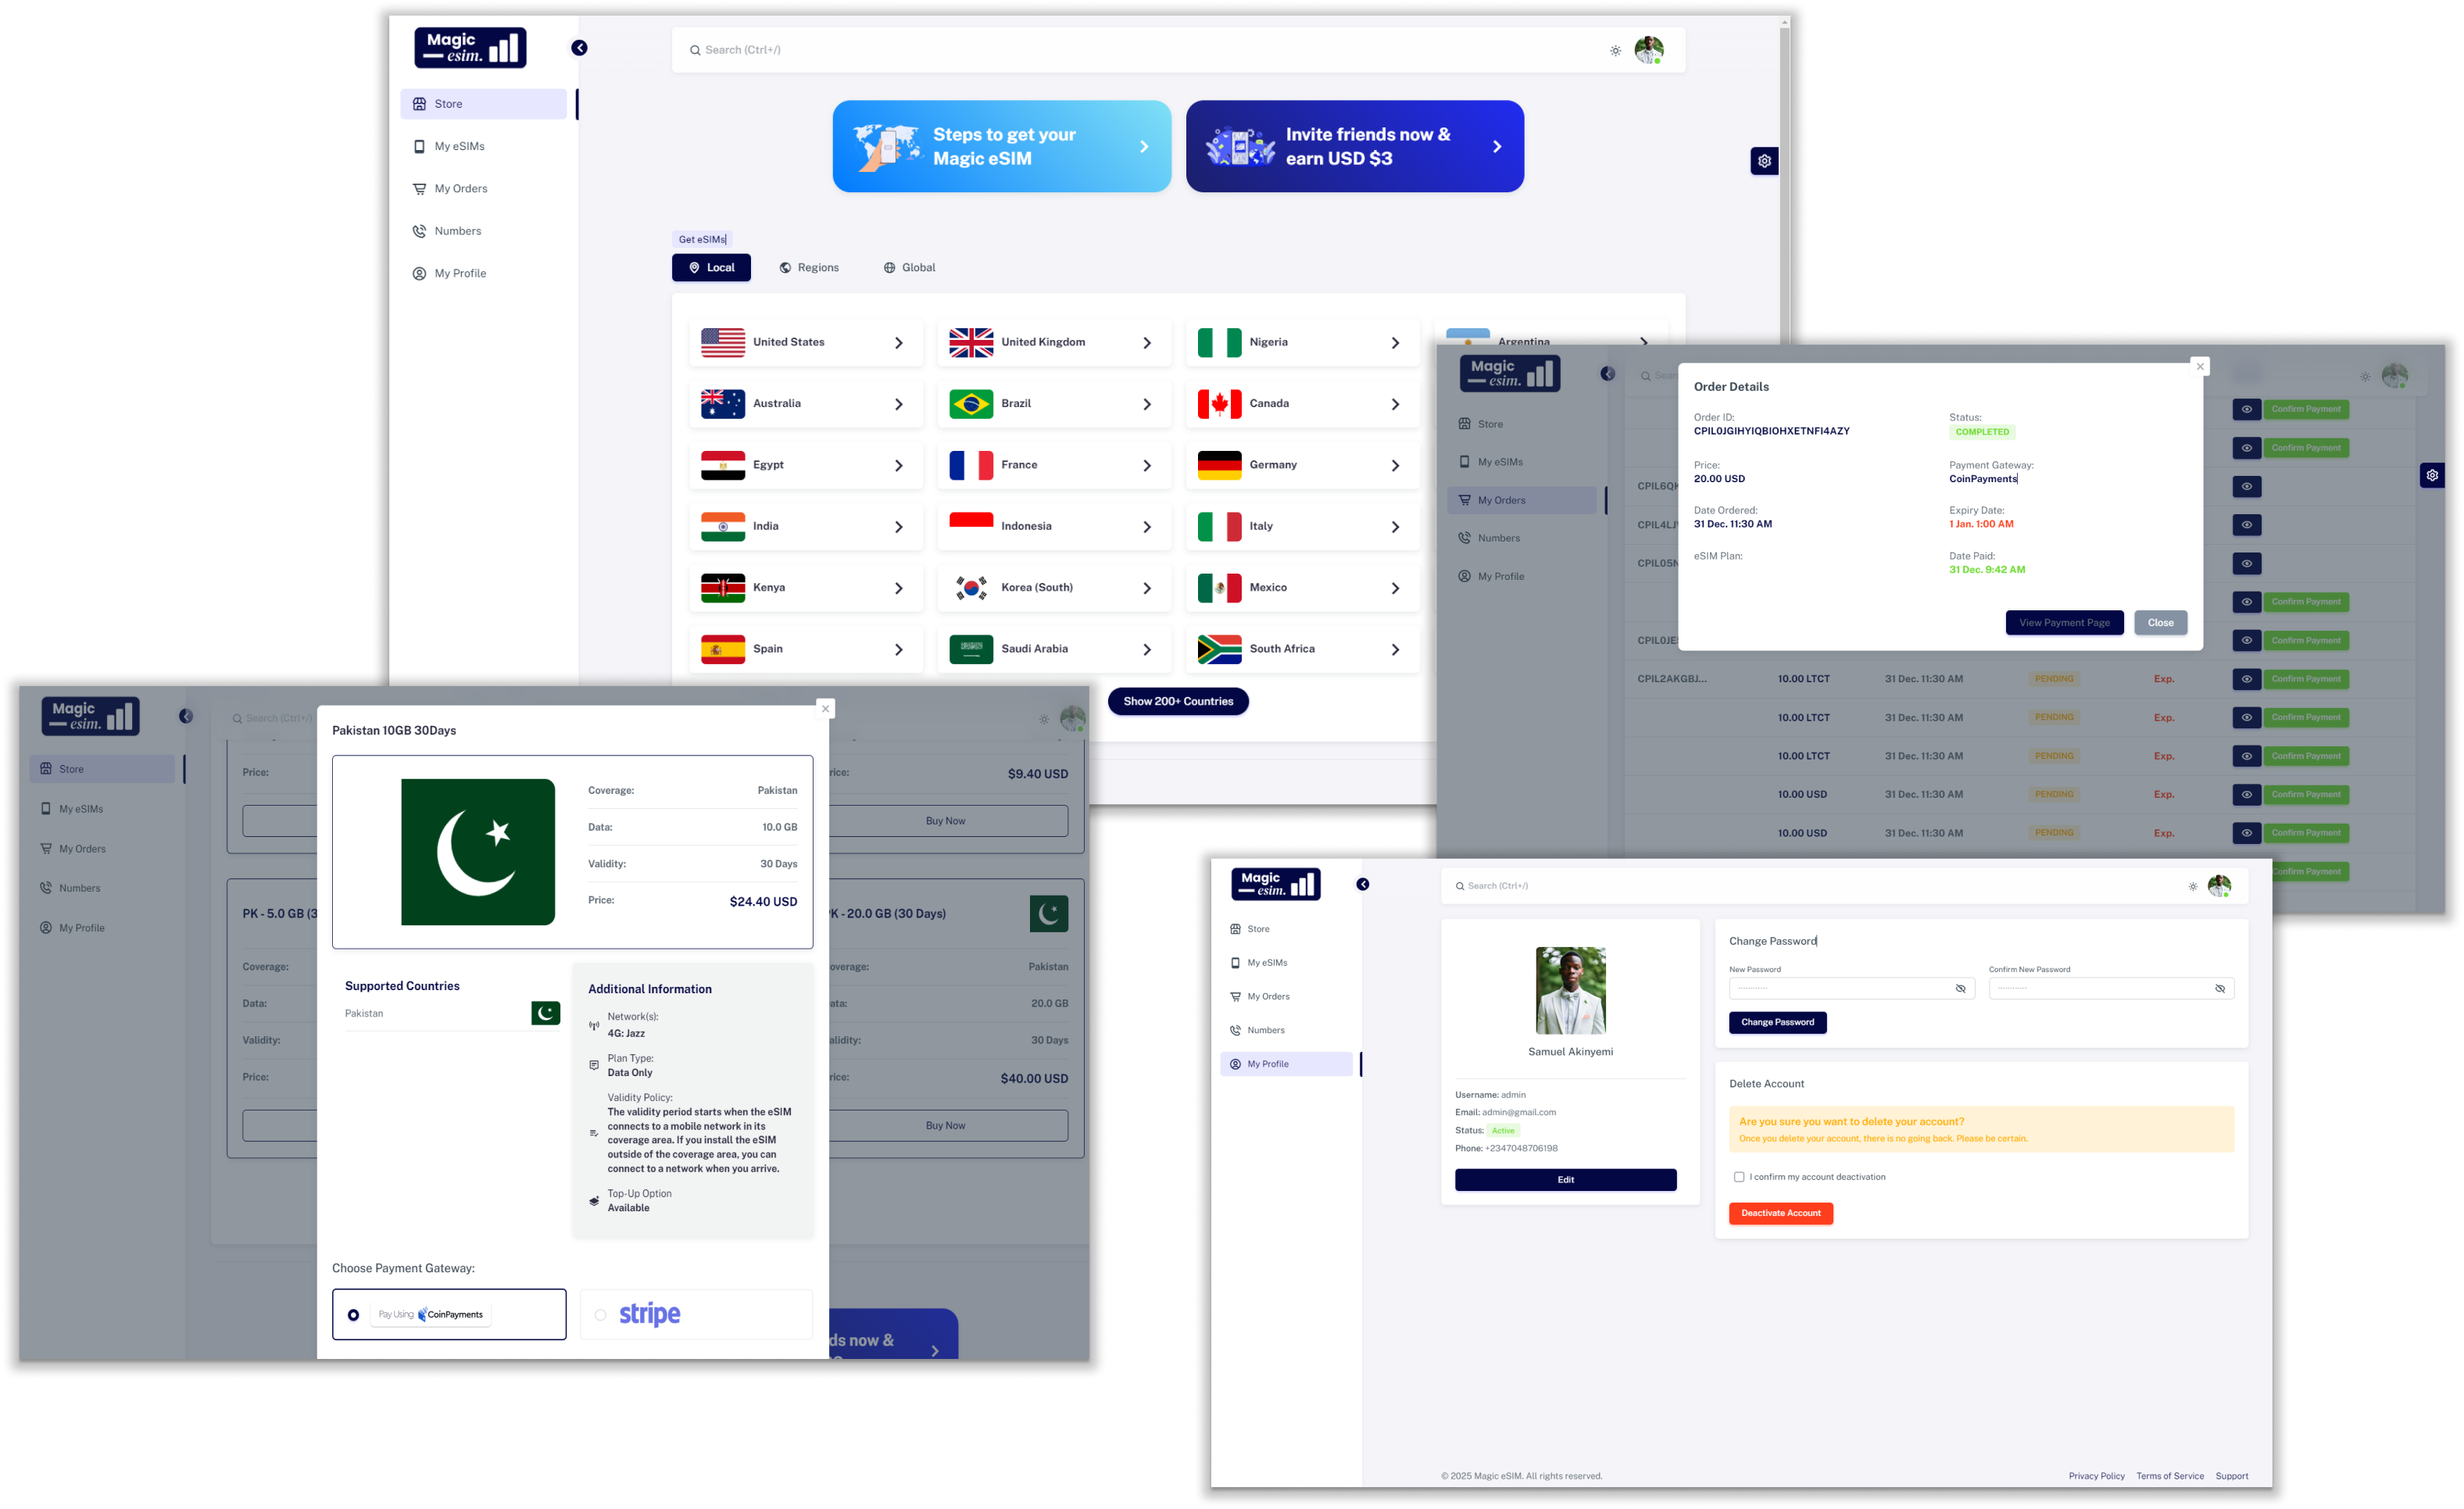 Magic
esim.
Search (Ctrl+/)
Store
My eSIMs
My Orders
Numbers
My Profile
Steps to get your
Magic eSIM
Invite friends now &
earn USD $3
Get eSIMs
Local
Regions
Global
United States
United Kingdom
Nigeria
Argentina
Australia
Brazil
Canada
Egypt
France
Germany
India
Indonesia
Italy
Kenya
Korea (South)
Mexico
Spain
Saudi Arabia
South Africa
Show 200+ Countries
Magic
esim.
Store
My eSIMs
My Orders
Numbers
My Profile
Order Details
Order ID:
CPIL0JGIHYIQBIOHXETNFI4AZY
Status:
COMPLETED
Price:
20.00 USD
Payment Gateway:
CoinPayments
Date Ordered:
31 Dec. 11:30 AM
Expiry Date:
1 Jan. 1:00 AM
eSIM Plan:
Date Paid:
31 Dec. 9:42 AM
View Payment Page
Close
Confirm Payment
Confirm Payment
Confirm Payment
Confirm Payment
CPIL2AKGBJ... 10.00 LTCT 31 Dec. 11:30 AM PENDING Exp. Confirm Payment
10.00 LTCT 31 Dec. 11:30 AM PENDING Exp. Confirm Payment
10.00 LTCT 31 Dec. 11:30 AM PENDING Exp. Confirm Payment
10.00 USD 31 Dec. 11:30 AM PENDING Exp. Confirm Payment
10.00 USD 31 Dec. 11:30 AM PENDING Exp. Confirm Payment
Confirm Payment
Magic
esim.
Search (Ctrl+/)
Store
My eSIMs
My Orders
Numbers
My Profile
Price:
$9.40 USD
Buy Now
PK - 5.0 GB (3
Coverage:
Data:
Validity:
Price:
PK - 20.0 GB (30 Days)
Pakistan
20.0 GB
30 Days
$40.00 USD
Buy Now
ds now &
Pakistan 10GB 30Days
Coverage: Pakistan
Data: 10.0 GB
Validity: 30 Days
Price: $24.40 USD
Supported Countries
Pakistan
Additional Information
Network(s):
4G: Jazz
Plan Type:
Data Only
Validity Policy:
The validity period starts when the eSIM
connects to a mobile network in its
coverage area. If you install the eSIM
outside of the coverage area, you can
connect to a network when you arrive.
Top-Up Option
Available
Choose Payment Gateway:
Pay Using CoinPayments
stripe
Magic
esim.
Search (Ctrl+/)
Store
My eSIMs
My Orders
Numbers
My Profile
Samuel Akinyemi
Username: admin
Email: admin@gmail.com
Status: Active
Phone: +2347048706198
Edit
Change Password
New Password
Confirm New Password
Change Password
Delete Account
Are you sure you want to delete your account?
Once you delete your account, there is no going back. Please be certain.
I confirm my account deactivation
Deactivate Account
© 2025 Magic eSIM. All rights reserved.
Privacy Policy
Terms of Service
Support